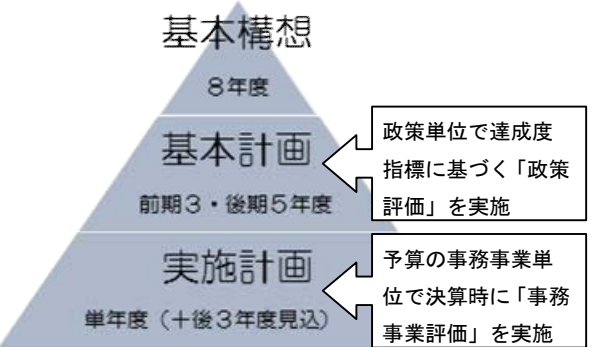 基本構想
8年度
基本計画
前期3・後期5年度
政策単位で達成度
指標に基づく「政策
評価」を実施
実施計画
単年度（＋後3年度見込）
予算の事務事業単
位で決算時に「事務
事業評価」を実施